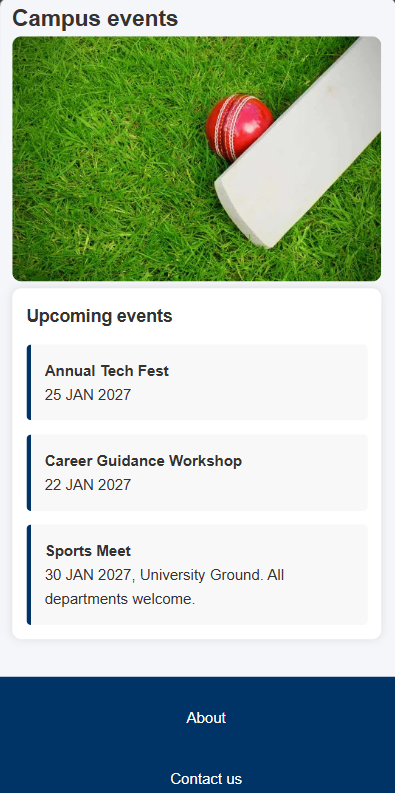 Campus events
Upcoming events
Annual Tech Fest
25 JAN 2027
Career Guidance Workshop
22 JAN 2027
Sports Meet
30 JAN 2027, University Ground. All
departments welcome.
About
Contact us